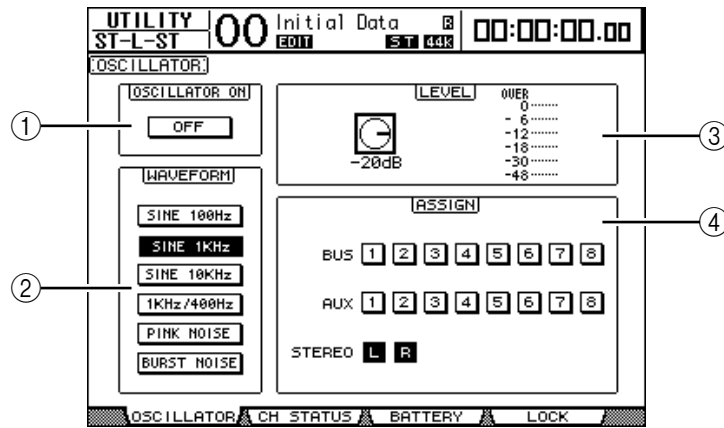 UTILITY
ST-L-ST
00
Initial Data R
EDIT ST 44K
00:00:00.00
OSCILLATOR
OSCILLATOR ON
OFF
①
WAVEFORM
SINE 100Hz
SINE 1KHz
SINE 10KHz
1KHz/400Hz
PINK NOISE
BURST NOISE
②
LEVEL
-20dB
OVER
0
- 6
-12
-18
-30
-48
③
ASSIGN
④
BUS 1 2 3 4 5 6 7 8
AUX 1 2 3 4 5 6 7 8
STEREO L R
OSCILLATOR CH STATUS BATTERY LOCK